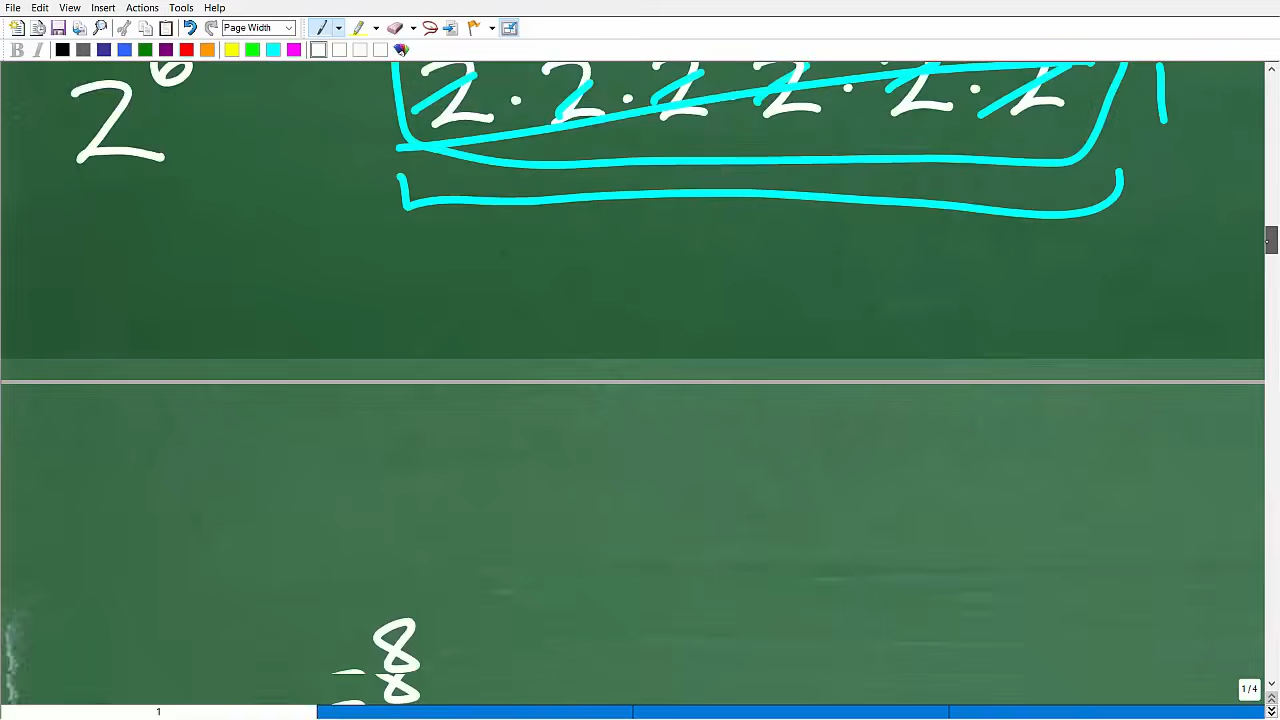 File Edit View Insert Actions Tools Help
Page Width
B I
2⁶ 2 · 2 · 2 · 2 · 2 · 2 1
8
= 8
1/4
1